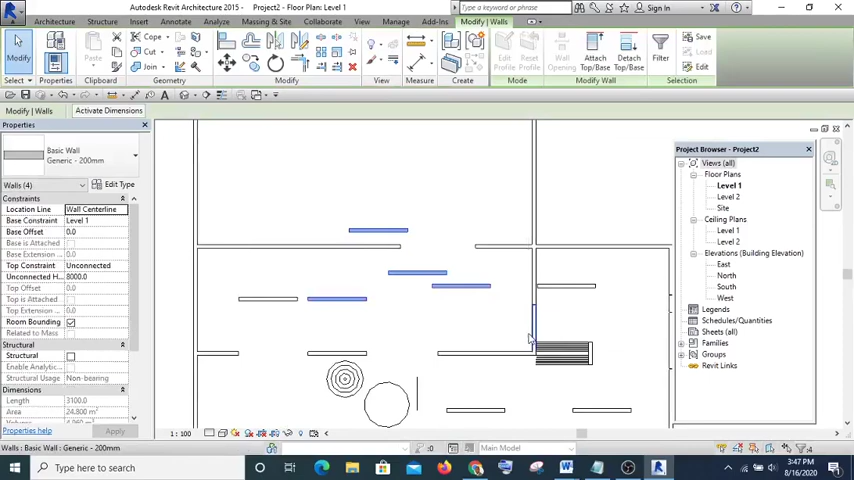 Autodesk Revit Architecture 2015 -   Project2 - Floor Plan: Level 1
Type a keyword or phrase
Sign In
Architecture Structure Insert Annotate Analyze Massing & Site Collaborate View Manage Add-Ins Modify | Walls
Modify
Properties
Paste
Cope
Cut
Join
Edit Profile
Wall Opening
Attach Top/Base
Detach Top/Base
Filter
Save
Edit
Select
Properties
Clipboard
Geometry
Modify
View
Measure
Create
Mode
Modify Wall
Selection
Modify | Walls
Activate Dimensions
Properties
Basic Wall
Generic - 200mm
Walls (4)
Edit Type
Constraints
Location Line Wall Centerline
Base Constraint Level 1
Base Offset 0.0
Base is Attached
Base Extension ...
Top Constraint Unconnected
Unconnected H... 8000.0
Top Offset 0.0
Top is Attached
Top Extension ... 0.0
Room Bounding
Related to Mass
Structural
Structural
Enable Analytic...
Structural Usage Non-bearing
Dimensions
Length 3100.0
Area 24.800 m²
Properties help
Apply
Project Browser - Project2
Views (all)
Floor Plans
Level 1
Level 2
Site
Ceiling Plans
Level 1
Level 2
Elevations (Building Elevation)
East
North
South
West
Legends
Schedules/Quantities
Sheets (all)
Families
Groups
Revit Links
1 : 100
Walls : Basic Wall : Generic - 200mm
:0
Main Model
:4
Type here to search
3:47 PM
8/16/2020